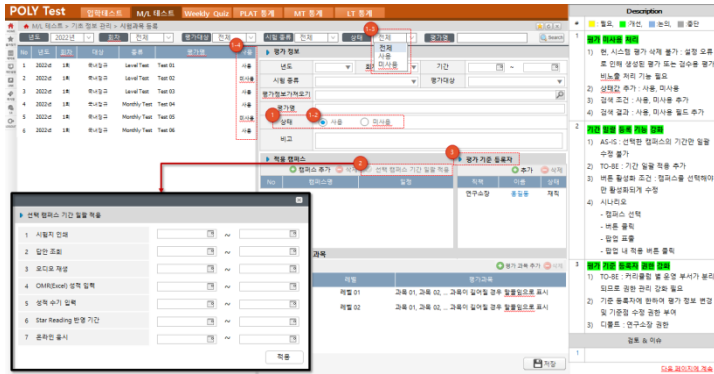 POLY Test
입학테스트
M/L 테스트
Weekly Quiz
PLAT 통계
MT 통계
LT 통계
M/L 테스트 > 기초 정보 관리 > 시험과목 등록
년도 2022년 회차 전체 대상 전체 평가대상 전체 시험 종류 전체 상태 전체 평가명 Search
전체
사용
미사용
No 년도 회차 대상 종류 평가명 사용
1 2022년 1회 Level Test Test 01 사용
2 2022년 1회 Level Test Test 02 미사용
3 2022년 1회 Level Test Test 03 사용
4 2022년 1회 Monthly Test Test 04 사용
5 2022년 1회 Monthly Test Test 05 미사용
6 2022년 1회 Monthly Test Test 06 사용
평가 정보
년도 회차 기간 ~
시험 종류 평가대상
평가정보가져오기
평가명
상태 사용 미사용
비고
적용 캠퍼스
캠퍼스 추가 삭제 선택 캠퍼스 기간 일괄 적용
No 캠퍼스명 일정
평가 기준 등록자
추가 삭제
직책 이름 상태
연구소장 홍길동 재직
과목
평가 과목 추가 삭제
레벨 평가과목
레벨 01 과목 01, 과목 02, ... 과목이 길어질 경우 말줄임으로 표시
레벨 02 과목 01, 과목 02, ... 과목이 길어질 경우 말줄임으로 표시
저장
선택 캠퍼스 기간 일괄 적용
1 시험지 인쇄 ~
2 답안 조회 ~
3 오디오 재생 ~
4 OMR(Excel) 성적 입력 ~
5 성적 수기 입력 ~
6 Star Reading 반영 기간 ~
7 온라인 응시 ~
적용
Description
# 필요, 개선, 논의, 중단
1 평가 미사용 처리
1) 현, 시스템 평가 삭제 불가 : 설정 오류
로 인해 생성된 평가 또는 검수용 평가
비노출 처리 기능 필요
2) 상태값 추가 : 사용, 미사용
3) 검색 조건 : 사용, 미사용 추가
4) 검색 결과 : 사용, 미사용 필드 추가
2 기간 일괄 등록 기능 강화
1) AS-IS : 선택한 캠퍼스의 기간만 일괄
수정 불가
2) TO-BE : 기간 일괄 적용 추가
3) 버튼 활성화 조건 : 캠퍼스를 선택해야
만 활성화되게 수정
4) 시나리오
- 캠퍼스 선택
- 버튼 클릭
- 팝업 표출
- 팝업 내 적용 버튼 클릭
3 평가 기준 등록자 권한 강화
1) TO-BE : 커리큘럼 별 운영 부서가 분리
되므로 권한 관리 강화 필요
2) 기준 등록자에 한하여 평가 정보 변경
및 기준점 수정 권한 부여
3) 디폴트 : 연구소장 권한
검토 & 이슈
1
다음 페이지에 계속